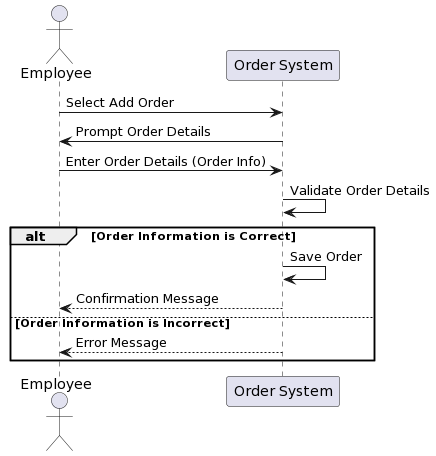 Employee
Order System
Select Add Order
Prompt Order Details
Enter Order Details (Order Info)
Validate Order Details
alt [Order Information is Correct]
Save Order
Confirmation Message
[Order Information is Incorrect]
Error Message
Employee
Order System